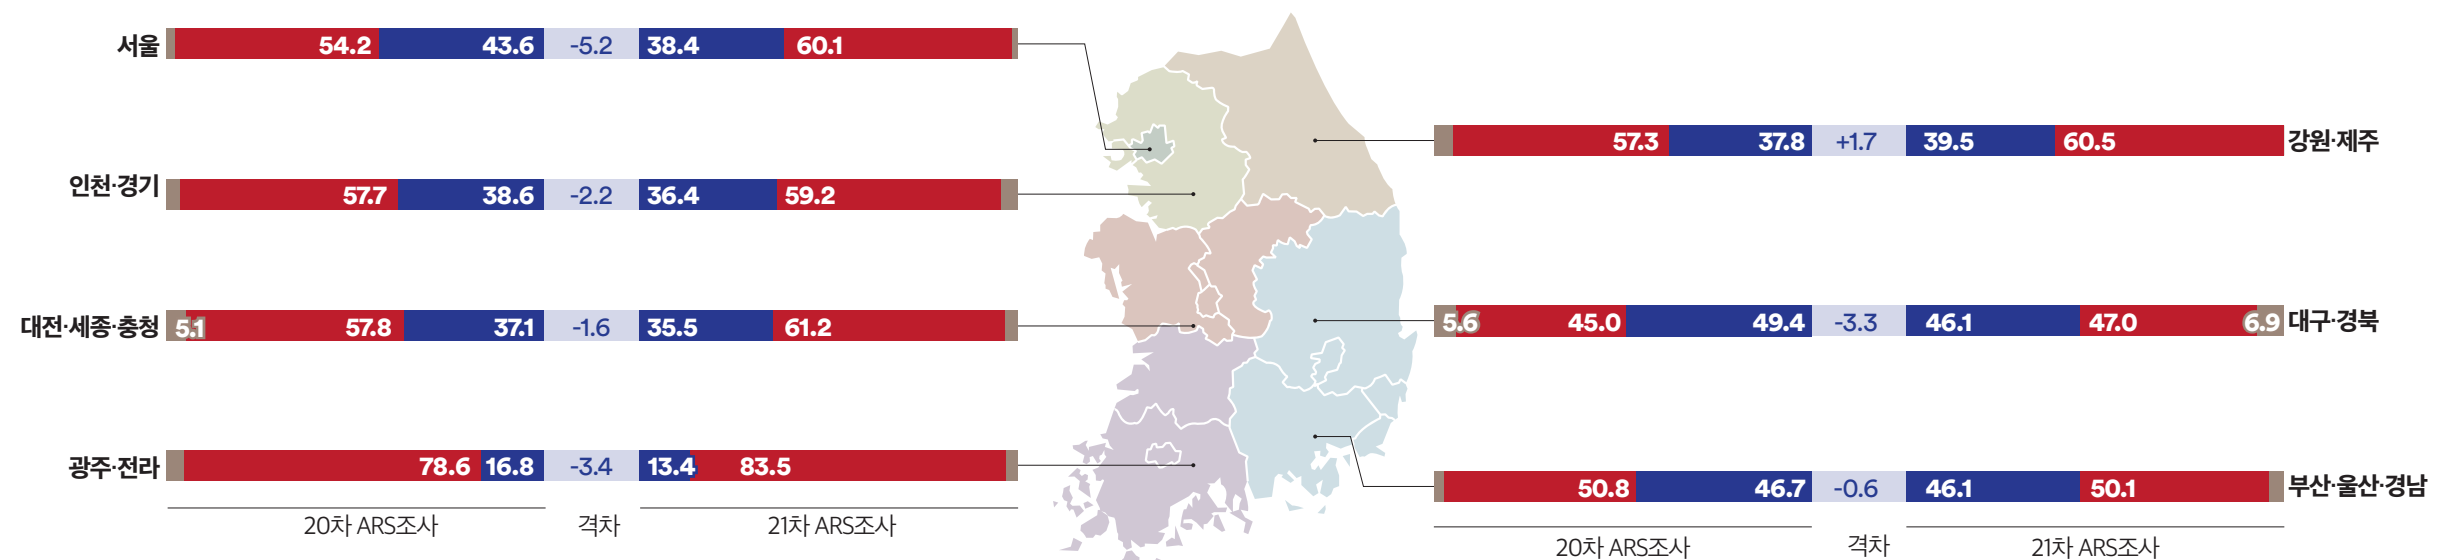 서울 54.2 43.6 -5.2 38.4 60.1
인천·경기 57.7 38.6 -2.2 36.4 59.2
대전·세종·충청 5.1 57.8 37.1 -1.6 35.5 61.2
광주·전라 78.6 16.8 -3.4 13.4 83.5
20차 ARS조사 격차 21차 ARS조사
57.3 37.8 +1.7 39.5 60.5 강원·제주
5.6 45.0 49.4 -3.3 46.1 47.0 6.9 대구·경북
50.8 46.7 -0.6 46.1 50.1 부산·울산·경남
20차 ARS조사 격차 21차 ARS조사